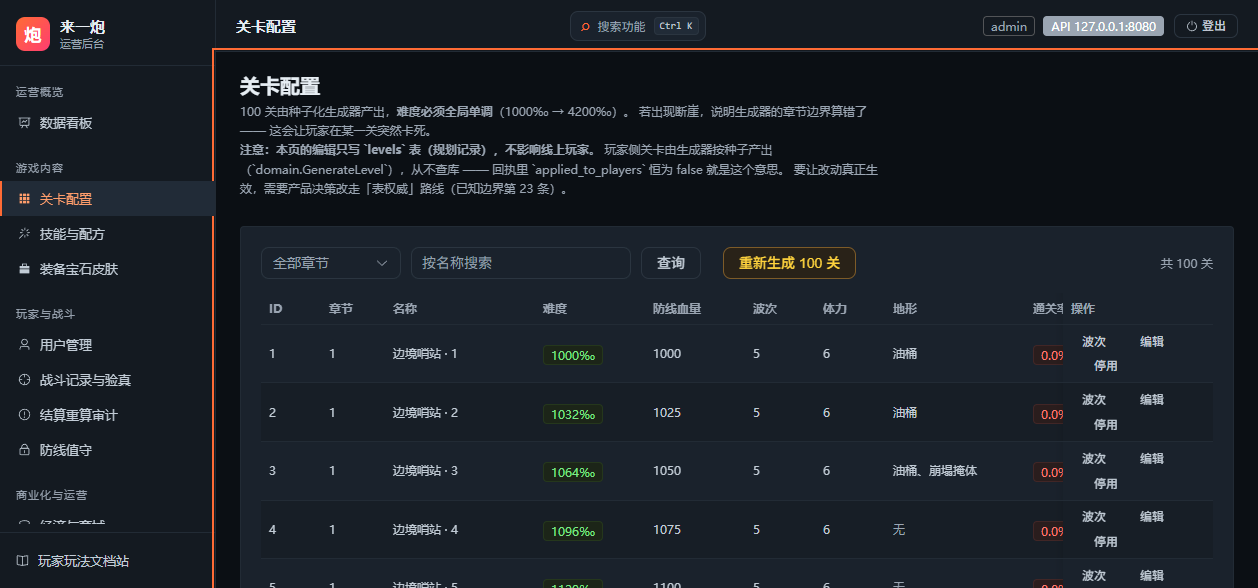 炮
来一炮
运营后台
关卡配置
搜索功能 Ctrl K
admin
API 127.0.0.1:8080
登出
运营概览
数据看板
游戏内容
关卡配置
技能与配方
装备宝石皮肤
玩家与战斗
用户管理
战斗记录与验真
结算重算审计
防线值守
商业化与运营
玩家玩法文档站
关卡配置
100 关由种子化生成器产出，难度必须全局单调（1000‰ → 4200‰）。 若出现断崖，说明生成器的章节边界算错了
—— 这会让玩家在某一关突然卡死。
注意：本页的编辑只写 `levels` 表（规划记录），不影响线上玩家。 玩家侧关卡由生成器按种子产出
（`domain.GenerateLevel`），从不查库 —— 回执里 `applied_to_players` 恒为 false 就是这个意思。 要让改动真正生
效，需要产品决策改走「表权威」路线（已知边界第 23 条）。
全部章节 按名称搜索 查询 重新生成 100 关 共 100 关
ID 章节 名称 难度 防线血量 波次 体力 地形 通关率 操作
1 1 边境哨站 · 1 1000‰ 1000 5 6 油桶 0.0% 波次 编辑
停用
2 1 边境哨站 · 2 1032‰ 1025 5 6 油桶 0.0% 波次 编辑
停用
3 1 边境哨站 · 3 1064‰ 1050 5 6 油桶、崩塌掩体 0.0% 波次 编辑
停用
4 1 边境哨站 · 4 1096‰ 1075 5 6 无 0.0% 波次 编辑
停用
5 1 边境哨站 · 5 1100 5 6 无 波次 编辑